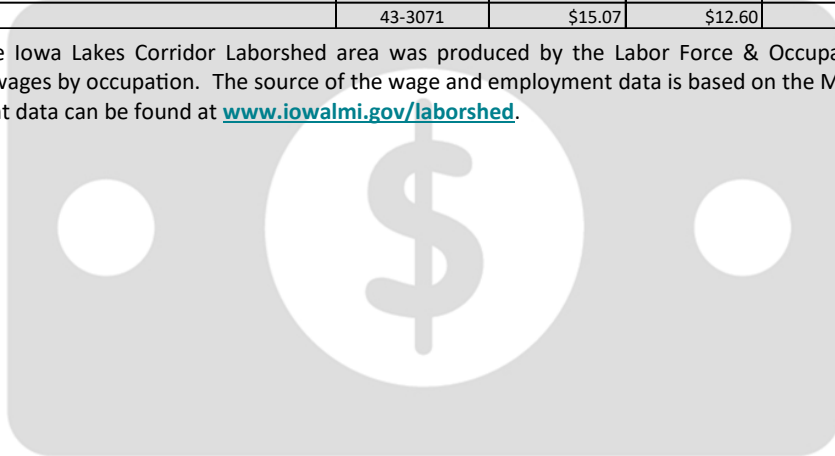 43-3071 $15.07 $12.60
Iowa Lakes Corridor Laborshed area was produced by the Labor Force &
wages by occupation. The source of the wage and employment data is based on the
data can be found at www.iowalmi.gov/laborshed.
$